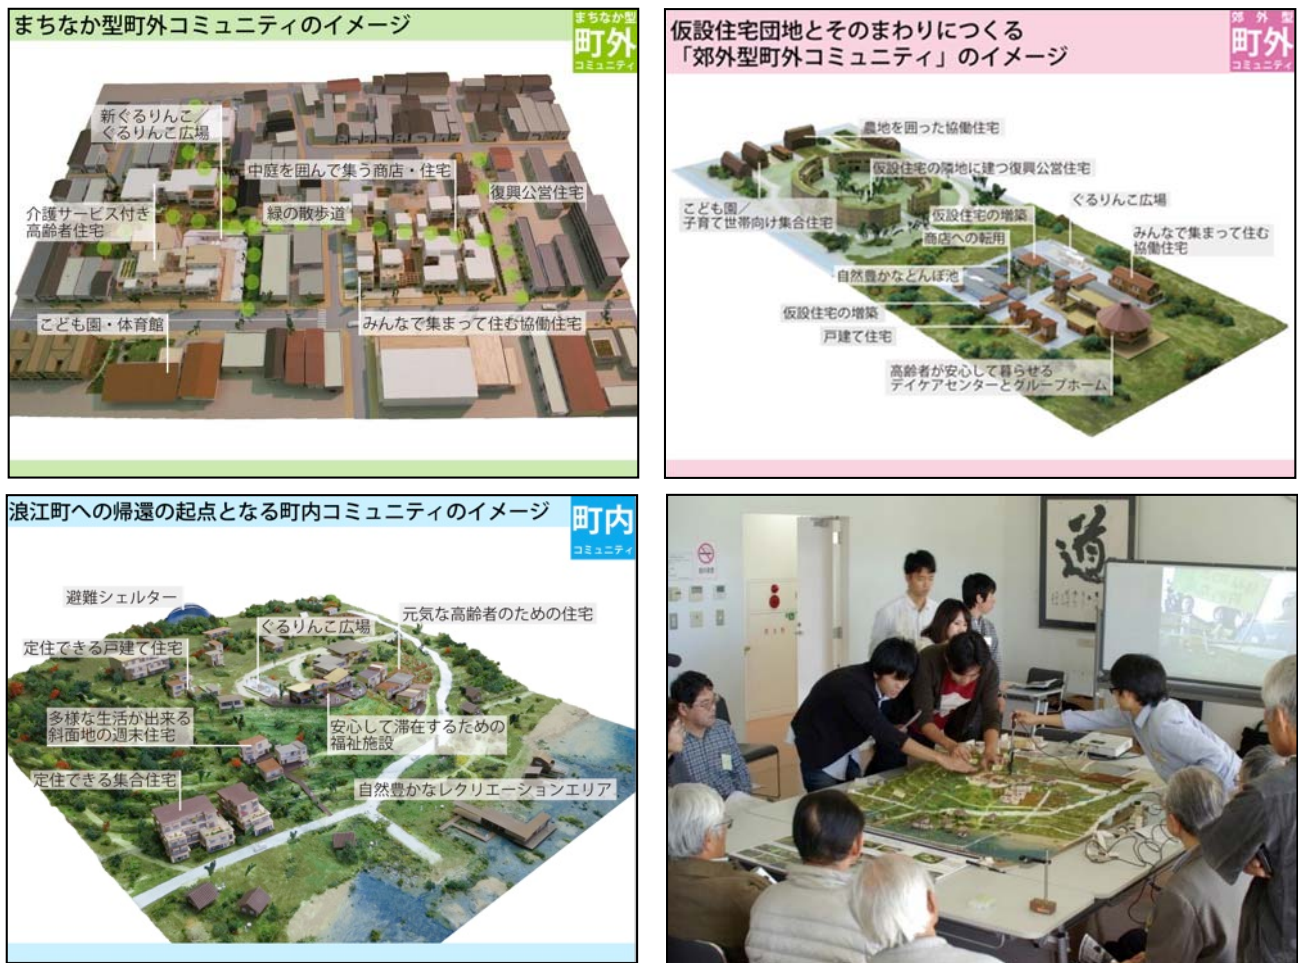 まちなか型町外コミュニティのイメージ
まちなか型
町外
コミュニティ
新ぐるりんこ／
ぐるりんこ広場
中庭を囲んで集う商店・住宅
復興公営住宅
介護サービス付き
高齢者住宅
緑の散歩道
こども園・体育館
みんなで集まって住む協働住宅
仮設住宅団地とそのまわりにつくる
「郊外型町外コミュニティ」のイメージ
郊外型
町外
コミュニティ
農地を囲った協働住宅
仮設住宅の隣地に建つ復興公営住宅
こども園／
子育て世帯向け集合住宅
ぐるりんこ広場
仮設住宅の増築
商店への転用
みんなで集まって住む
協働住宅
自然豊かなとんぼ池
仮設住宅の増築
戸建て住宅
高齢者が安心して暮らせる
デイケアセンターとグループホーム
浪江町への帰還の起点となる町内コミュニティのイメージ
町内
コミュニティ
避難シェルター
ぐるりんこ広場
元気な高齢者のための住宅
定住できる戸建て住宅
多様な生活が出来る
斜面地の週末住宅
安心して滞在するための
福祉施設
定住できる集合住宅
自然豊かなレクリエーションエリア
道